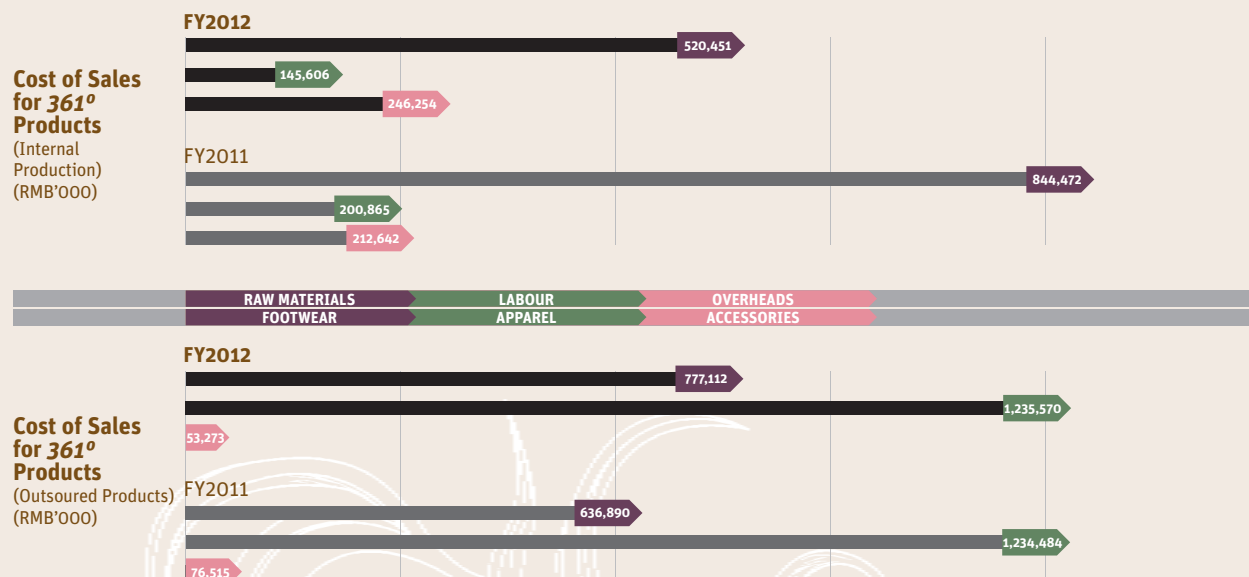 FY2012
520,451
145,606
246,254
Cost of Sales
for 361º
Products
(Internal
Production)
(RMB'000)
FY2011
844,472
200,865
212,642
RAW MATERIALS LABOUR OVERHEADS
FOOTWEAR APPAREL ACCESSORIES
FY2012
777,112
1,235,570
53,273
Cost of Sales
for 361º
Products
(Outsoured Products)
(RMB'000)
FY2011
636,890
1,234,484
76,515